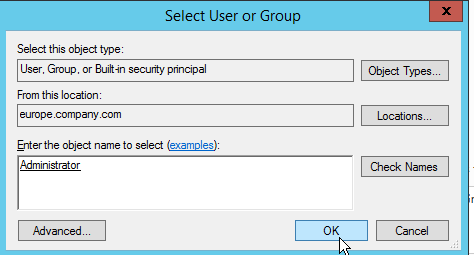 Select User or Group
x
Select this object type:
User, Group, or Built-in security principal
Object Types...
From this location:
europe.company.com
Locations...
Enter the object name to select (examples):
Administrator
Check Names
Advanced...
OK
Cancel